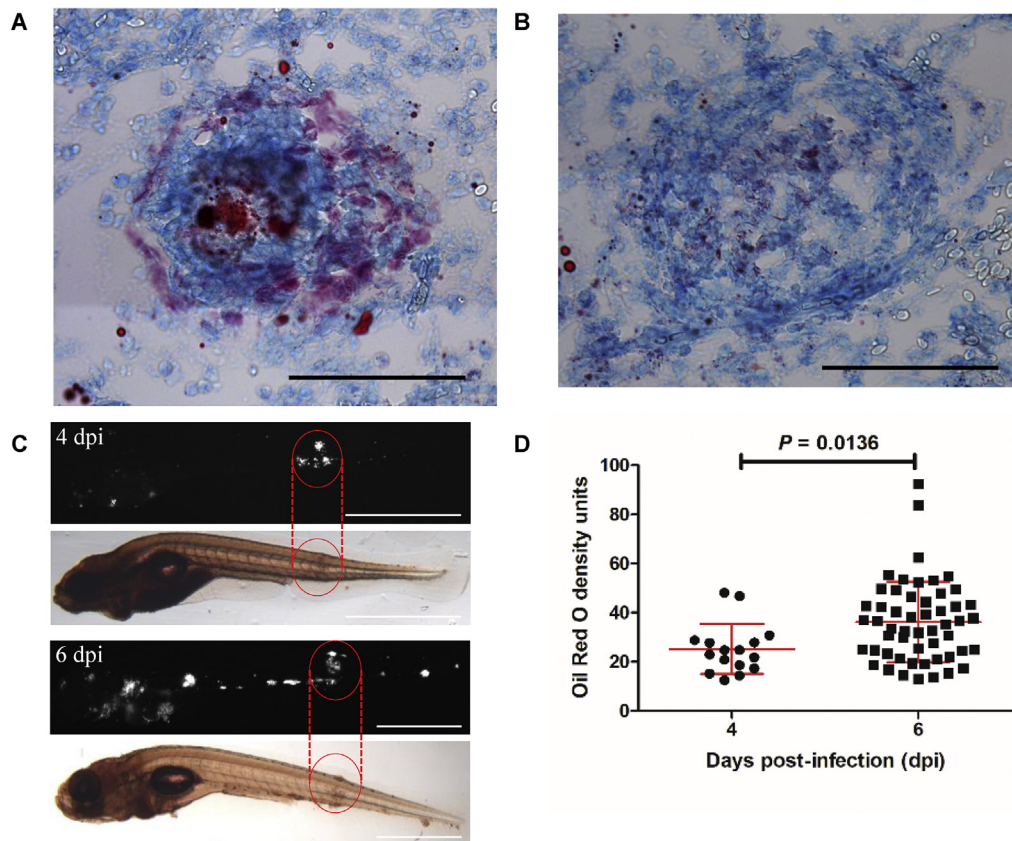 A
B
C
4 dpi
6 dpi
D
P = 0.0136
Oil Red O density units
100
80
60
40
20
0
4
6
Days post-infection (dpi)